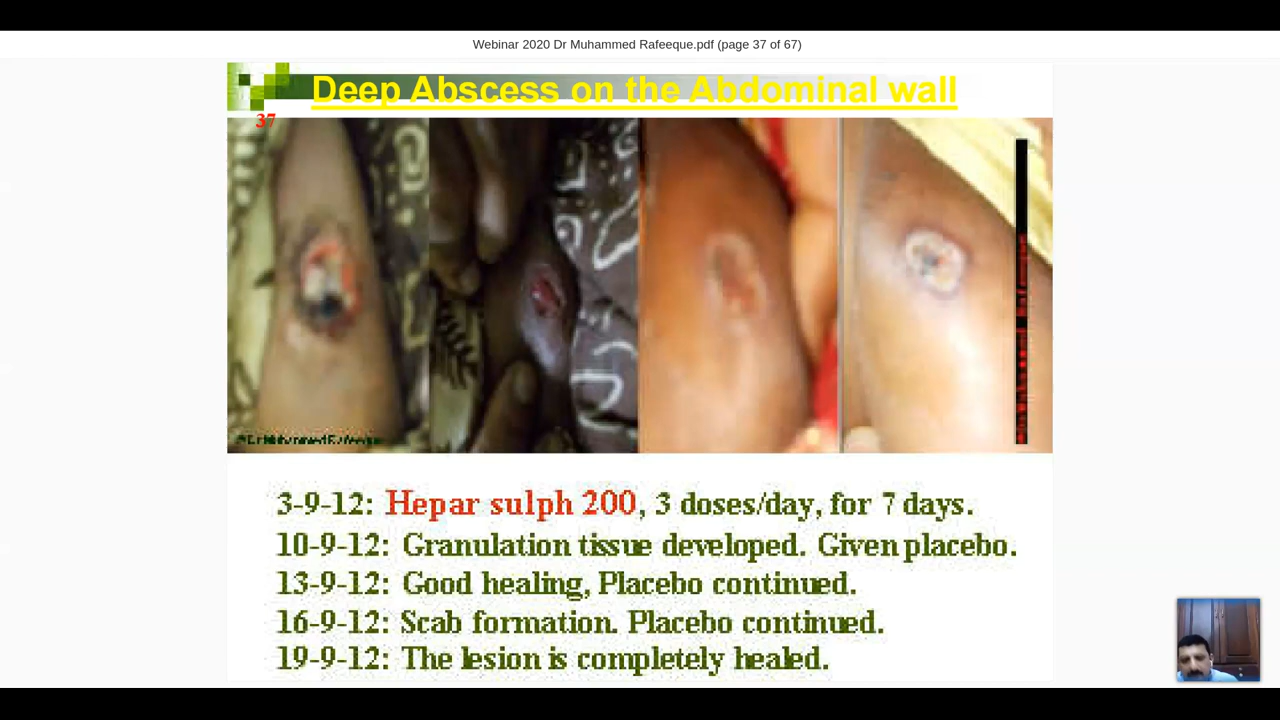 Webinar 2020 Dr Muhammed Rafeeque.pdf (page 37 of 67)
Deep Abscess on the Abdominal wall
37
3-9-12: Hepar sulph 200, 3 doses/day, for 7 days.
10-9-12: Granulation tissue developed. Given placebo.
13-9-12: Good healing, Placebo continued.
16-9-12: Scab formation. Placebo continued.
19-9-12: The lesion is completely healed.